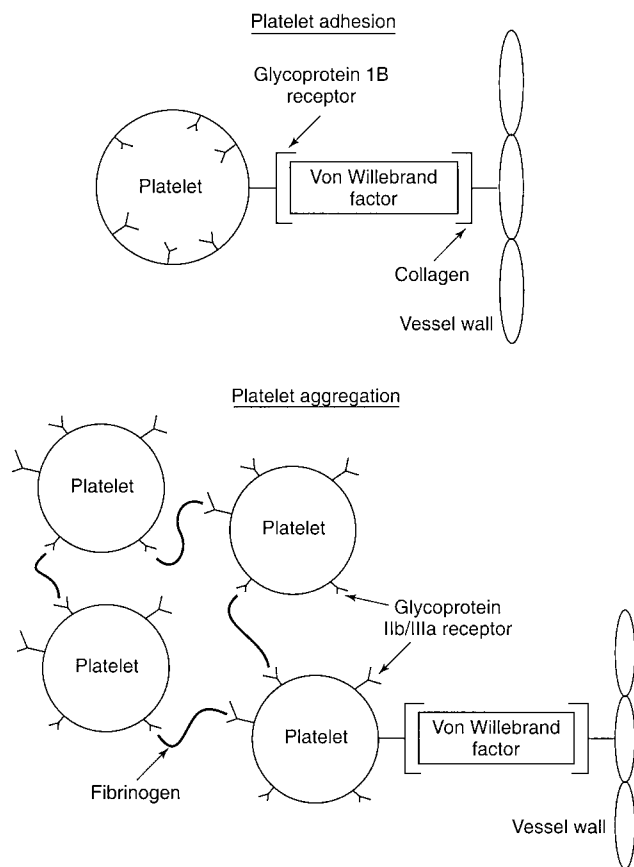 Platelet adhesion
Glycoprotein 1B
receptor
Platelet
Von Willebrand
factor
Collagen
Vessel wall
Platelet aggregation
Platelet
Platelet
Glycoprotein
IIb/IIIa receptor
Platelet
Platelet
Von Willebrand
factor
Fibrinogen
Vessel wall